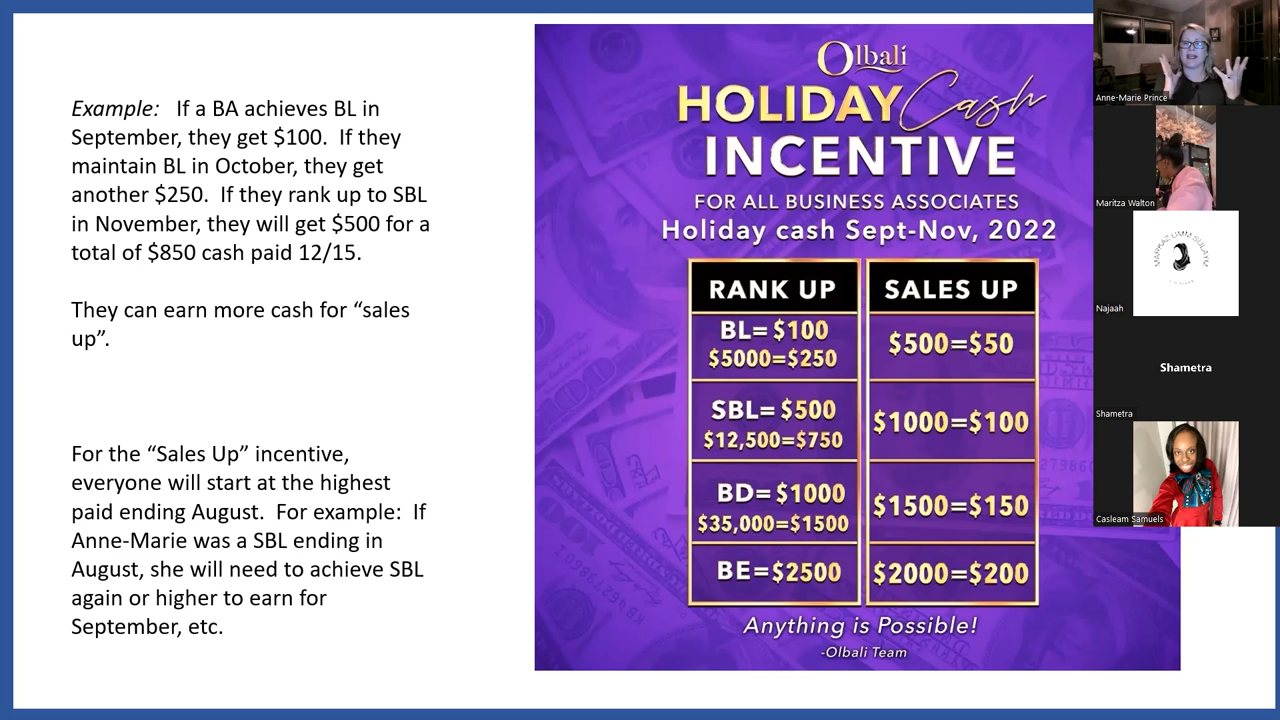 Example: If a BA achieves BL in
September, they get $100. If they
maintain BL in October, they get
another $250. If they rank up to SBL
in November, they will get $500 for a
total of $850 cash paid 12/15.
They can earn more cash for “sales
up”.
For the “Sales Up” incentive,
everyone will start at the highest
paid ending August. For example: If
Anne-Marie was a SBL ending in
August, she will need to achieve SBL
again or higher to earn for
September, etc.
Olbali
HOLIDAY Cash
INCENTIVE
FOR ALL BUSINESS ASSOCIATES
Holiday cash Sept-Nov, 2022
RANK UP
SALES UP
BL= $100
$5000=$250
$500=$50
SBL= $500
$12,500=$750
$1000=$100
BD= $1000
$35,000=$1500
$1500=$150
BE=$2500
$2000=$200
Anything is Possible!
-Olbali Team
Anne-Marie Prince
Maritza Walton
MARKAZ UMM SULAYM
Najaah
Shametra
Shametra
Casleam Samuels